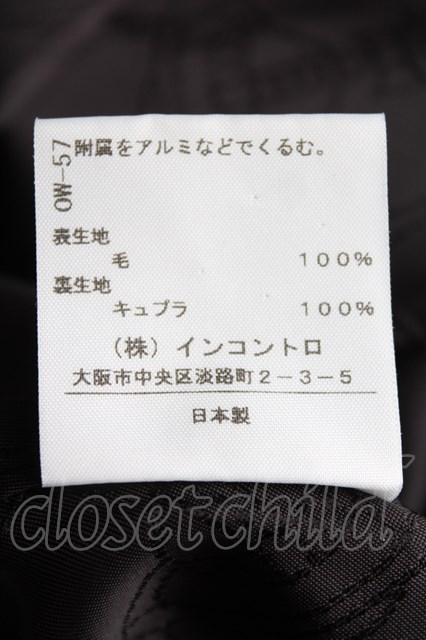 附属をアルミなどでくるむ。
OW-57
表生地
毛 100%
裏生地
キュプラ 100%
(株)インコントロ
大阪市中央区淡路町2-3-5
日本製
closetchild